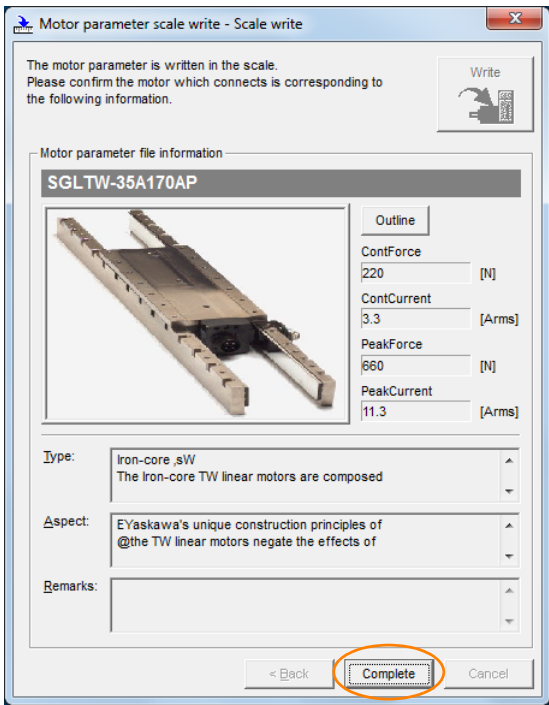 Motor parameter scale write - Scale write
The motor parameter is written in the scale.
Please confirm the motor which connects is corresponding to
the following information.
Write
Motor parameter file information
SGLTW-35A170AP
Outline
ContForce
220 [N]
ContCurrent
3.3 [Arms]
PeakForce
660 [N]
PeakCurrent
11.3 [Arms]
Type:
Iron-core ,sW
The Iron-core TW linear motors are composed
Aspect:
EYaskawa's unique construction principles of
@the TW linear motors negate the effects of
Remarks:
< Back
Complete
Cancel